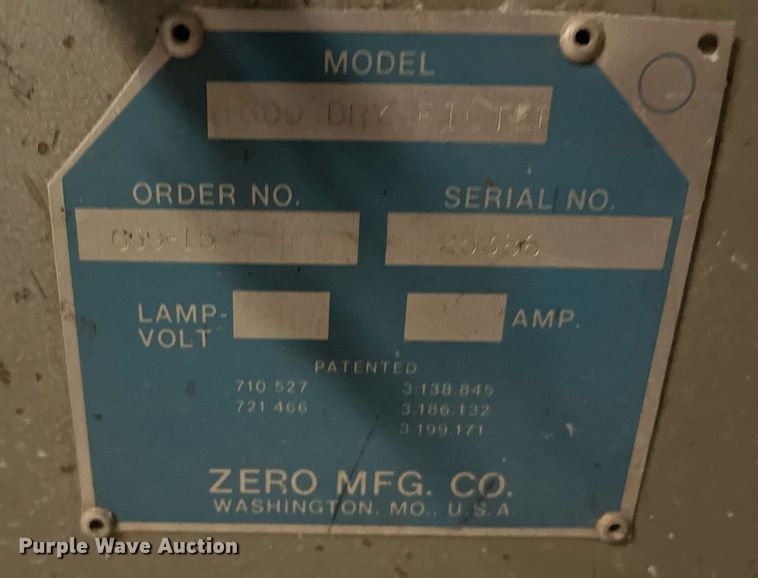 MODEL
DRY
ORDER NO. SERIAL NO.
LAMP-VOLT AMP.
PATENTED
710 527 3.138.845
721 466 3.186.132
3 199.171
ZERO MFG. CO.
WASHINGTON, MO., U.S.A.
Purple Wave Auction